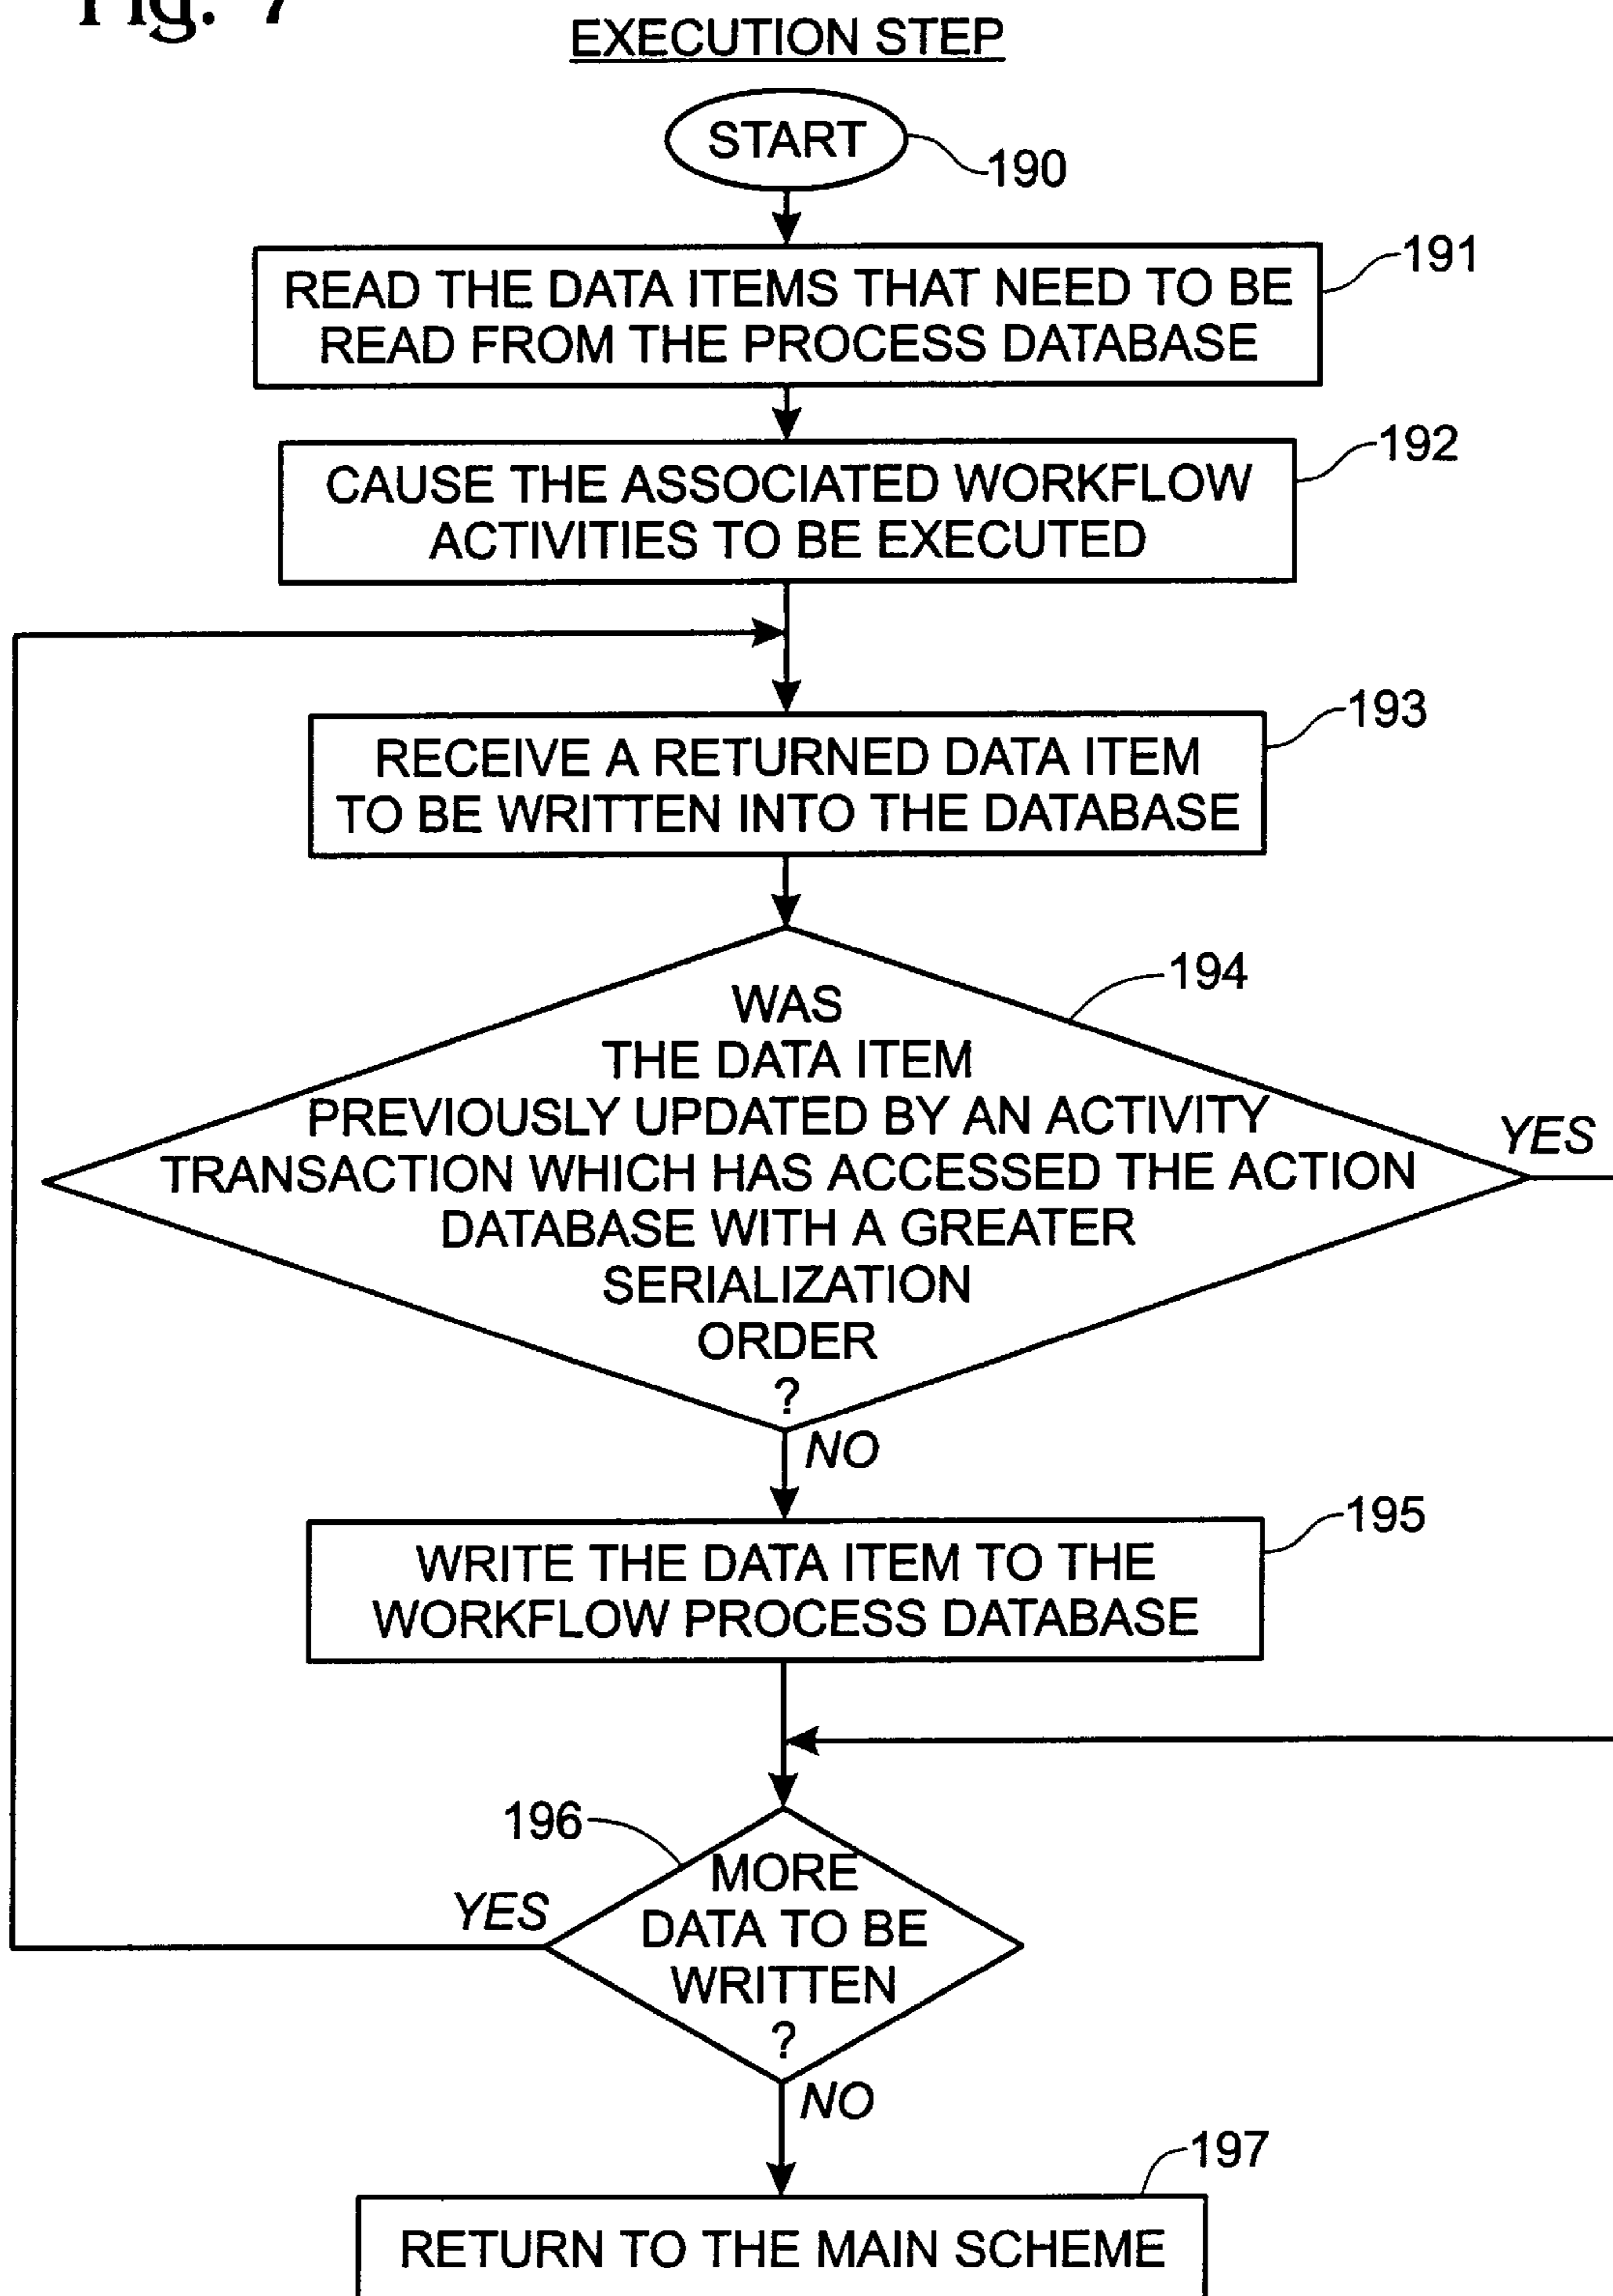 Fig. 7
EXECUTION STEP
START
190
191
READ THE DATA ITEMS THAT NEED TO BE
READ FROM THE PROCESS DATABASE
192
CAUSE THE ASSOCIATED WORKFLOW
ACTIVITIES TO BE EXECUTED
193
RECEIVE A RETURNED DATA ITEM
TO BE WRITTEN INTO THE DATABASE
194
WAS
THE DATA ITEM
PREVIOUSLY UPDATED BY AN ACTIVITY
TRANSACTION WHICH HAS ACCESSED THE ACTION
DATABASE WITH A GREATER
SERIALIZATION
ORDER
?
YES
NO
195
WRITE THE DATA ITEM TO THE
WORKFLOW PROCESS DATABASE
196
MORE
DATA TO BE
WRITTEN
?
YES
NO
197
RETURN TO THE MAIN SCHEME